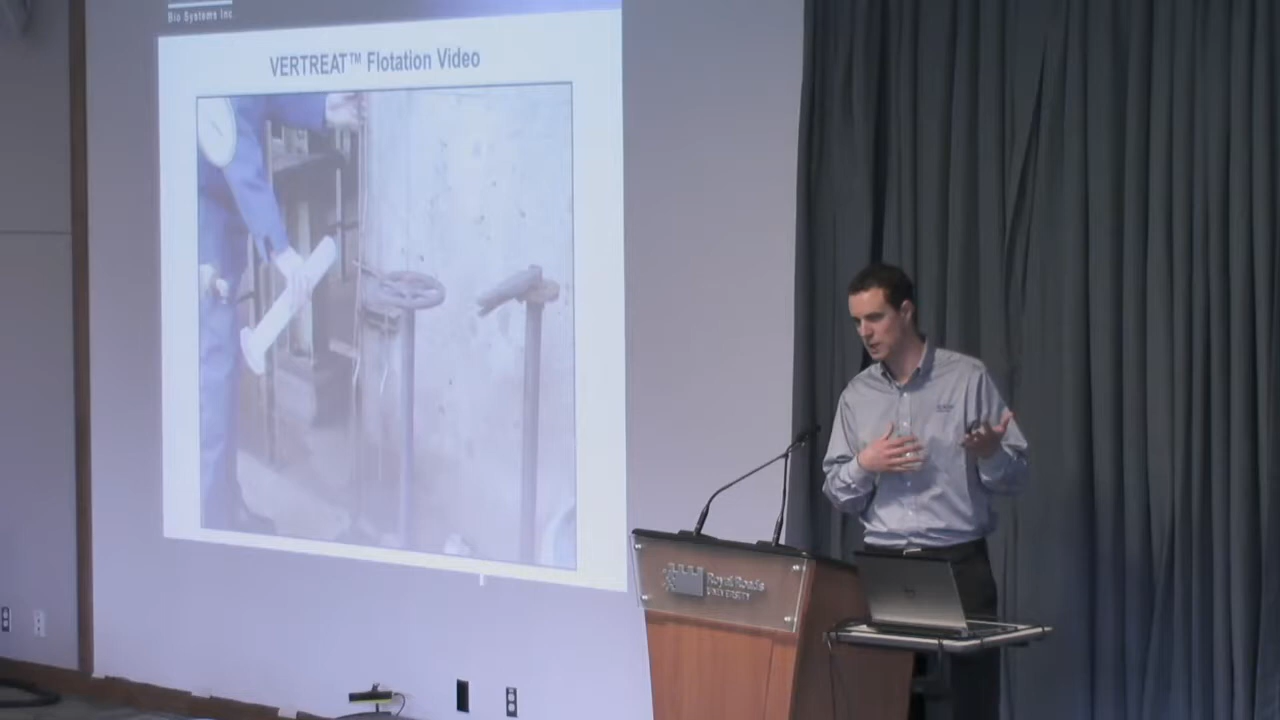 Bio Systems Inc
VERTREAT™ Flotation Video
Royal Roads
UNIVERSITY